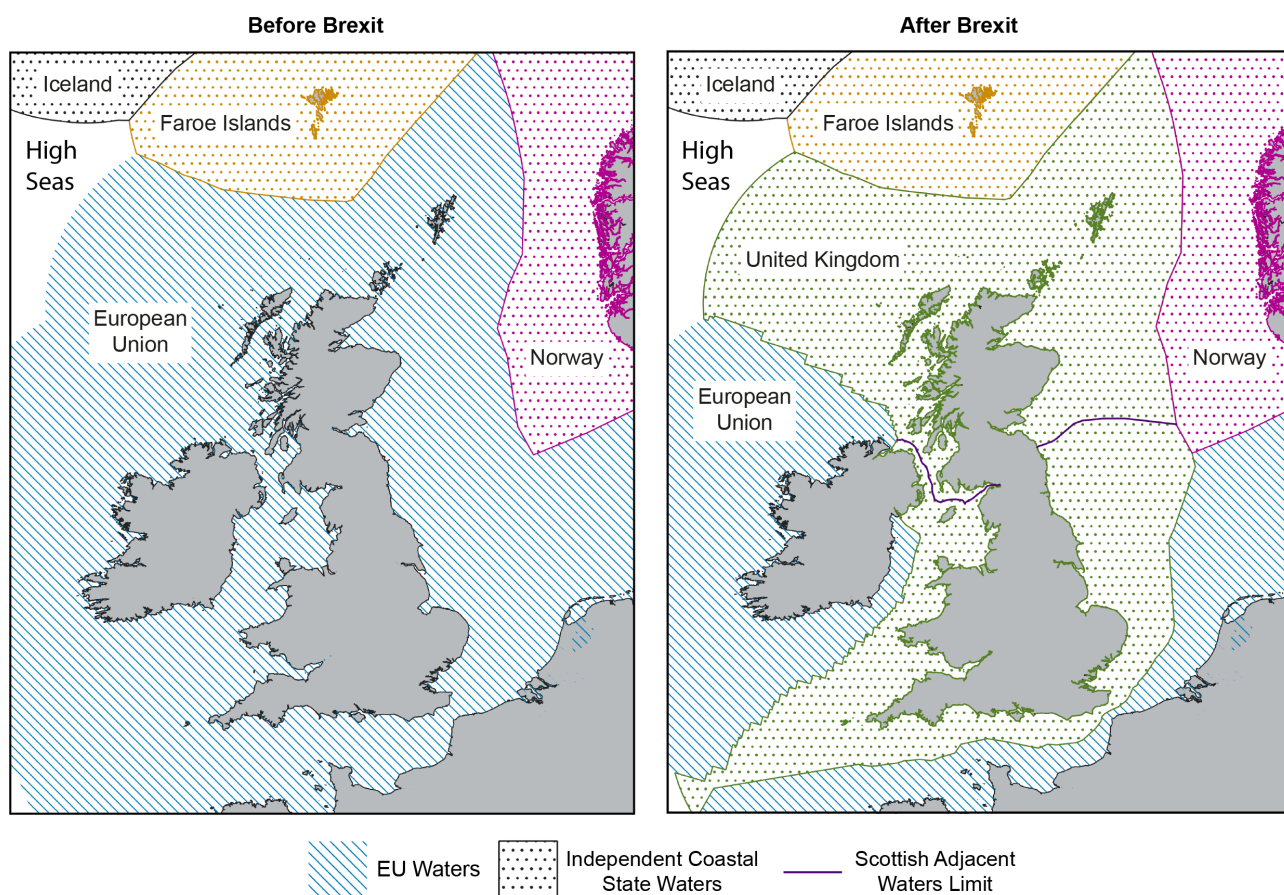 Before Brexit
Iceland
Faroe Islands
High
Seas
European
Union
Norway
After Brexit
Iceland
Faroe Islands
High
Seas
United Kingdom
European
Union
Norway
EU Waters
Independent Coastal
State Waters
Scottish Adjacent
Waters Limit